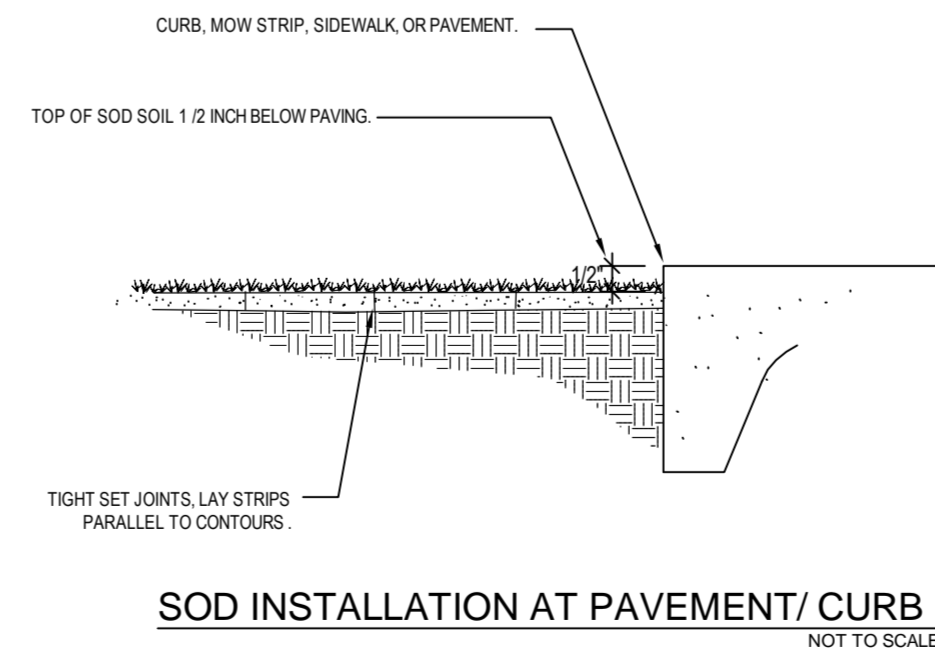 CURB, MOW STRIP, SIDEWALK, OR PAVEMENT.
TOP OF SOD SOIL 1 /2 INCH BELOW PAVING.
1/2"
TIGHT SET JOINTS, LAY STRIPS
PARALLEL TO CONTOURS .
SOD INSTALLATION AT PAVEMENT/ CURB
NOT TO SCALE